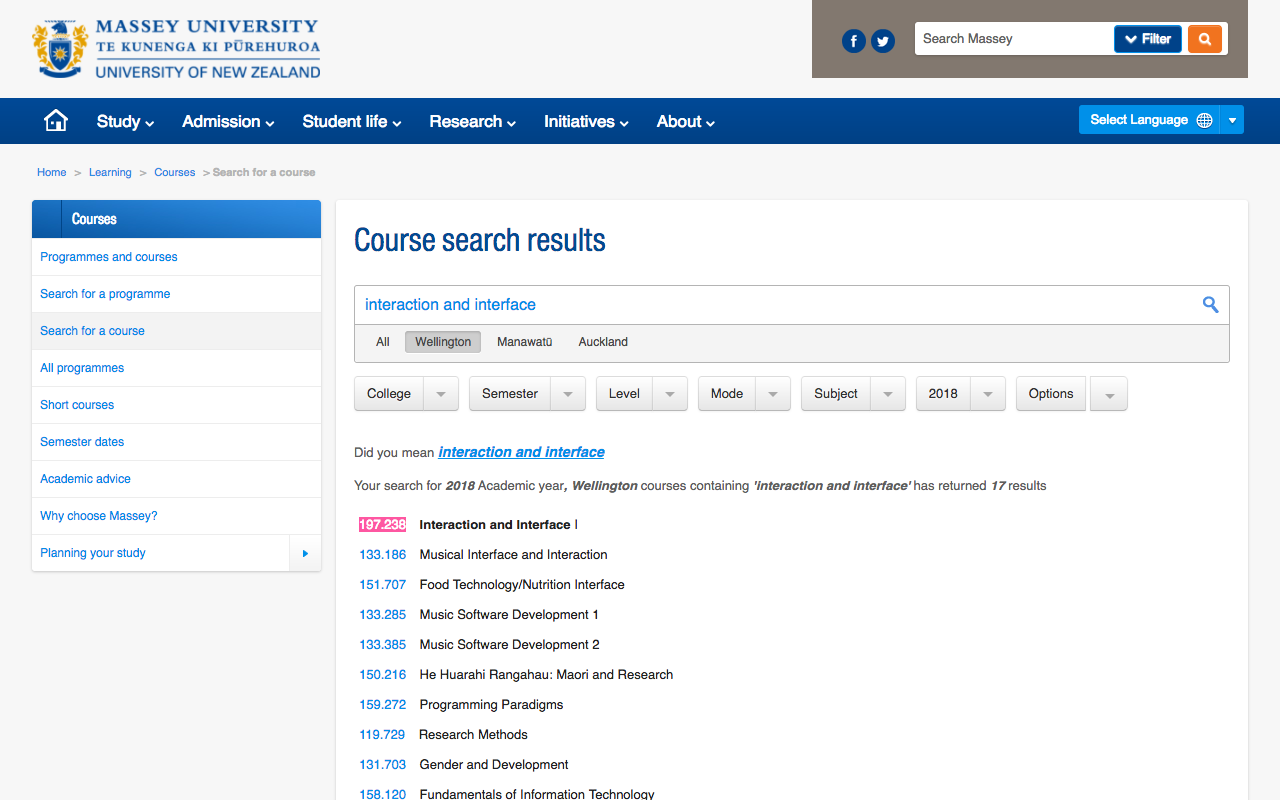 MASSEY UNIVERSITY
TE KUNENGA KI PŪREHUROA
UNIVERSITY OF NEW ZEALAND
Search Massey
Filter
Study
Admission
Student life
Research
Initiatives
About
Select Language
Home > Learning > Courses > Search for a course
Courses
Programmes and courses
Search for a programme
Search for a course
All programmes
Short courses
Semester dates
Academic advice
Why choose Massey?
Planning your study
Course search results
interaction and interface
All Wellington Manawatū Auckland
College Semester Level Mode Subject 2018 Options
Did you mean interaction and interface
Your search for 2018 Academic year, Wellington courses containing 'interaction and interface' has returned 17 results
197.238 Interaction and Interface I
133.186 Musical Interface and Interaction
151.707 Food Technology/Nutrition Interface
133.285 Music Software Development 1
133.385 Music Software Development 2
150.216 He Huarahi Rangahau: Maori and Research
159.272 Programming Paradigms
119.729 Research Methods
131.703 Gender and Development
158.120 Fundamentals of Information Technology